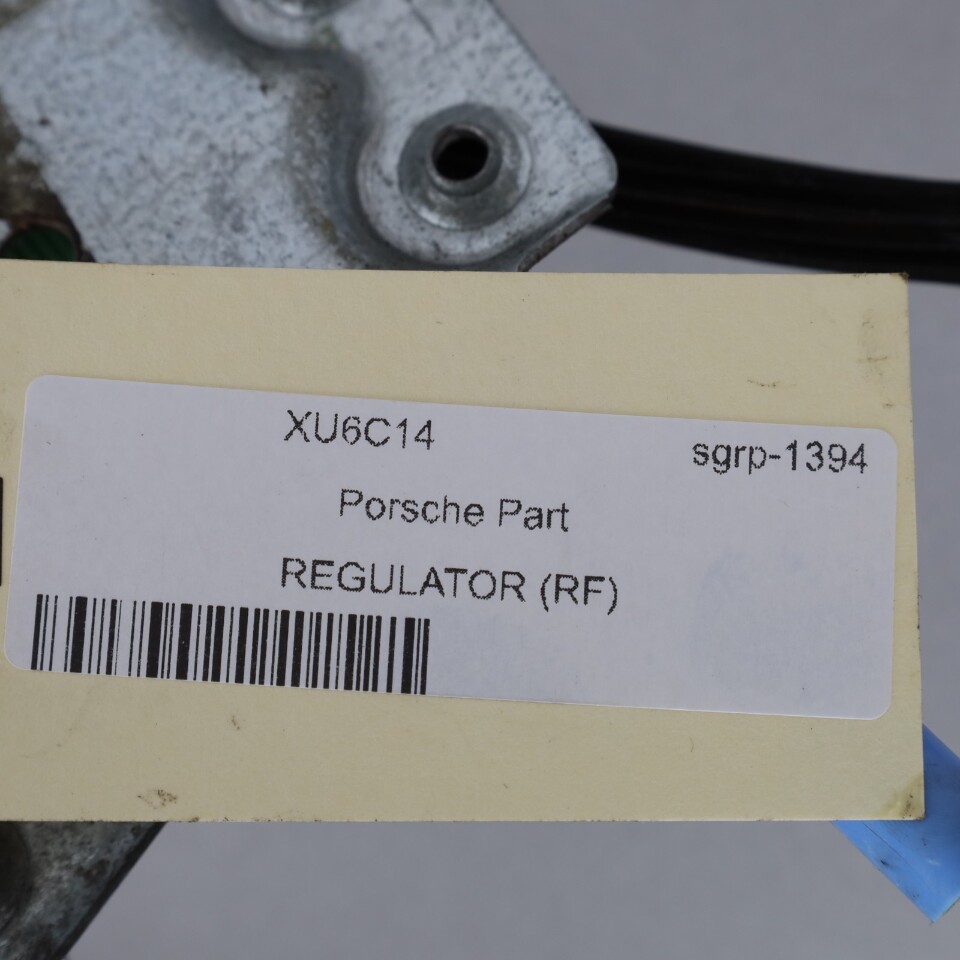 XU6C14 sgrp-1394
Porsche Part
REGULATOR (RF)